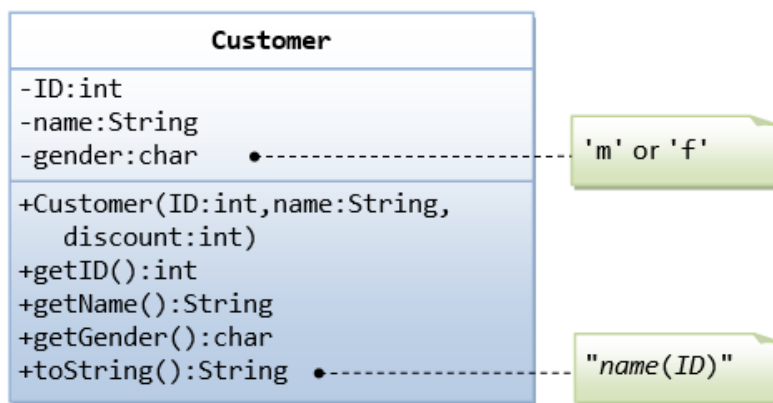 Customer
-ID:int
-name:String
-gender:char
'm' or 'f'
+Customer(ID:int,name:String,
discount:int)
+getID():int
+getName():String
+getGender():char
+toString():String
"name(ID)"